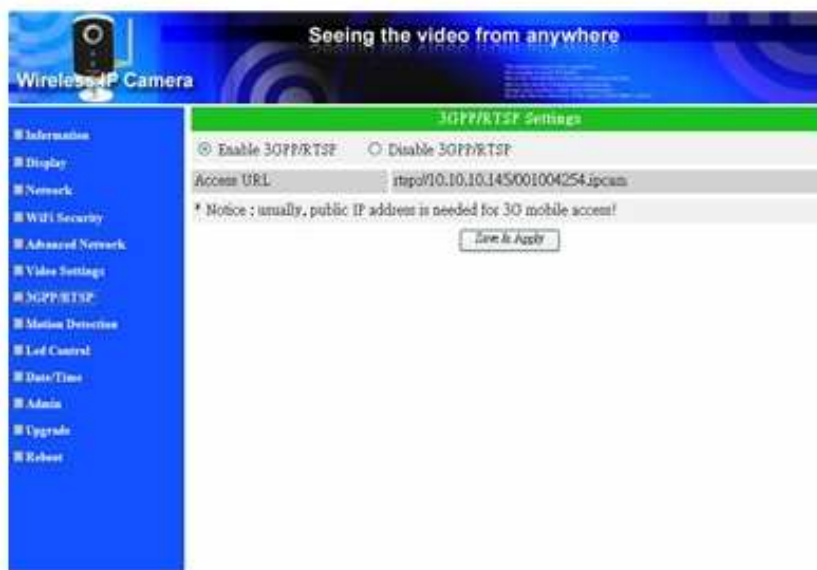 Seeing the video from anywhere
Wireless IP Camera
3GPP/RTSP Settings
Information
Display
Network
WiFi Security
Advanced Network
Video Settings
3GPP/RTSP
Motion Detection
Led Control
Date/Time
Admin
Upgrade
Reboot
Enable 3GPP/RTSP Disable 3GPP/RTSP
Access URL rtsp://10.10.10.145/001004254.ipcam
* Notice : usually, public IP address is needed for 3G mobile access!
Save & Apply